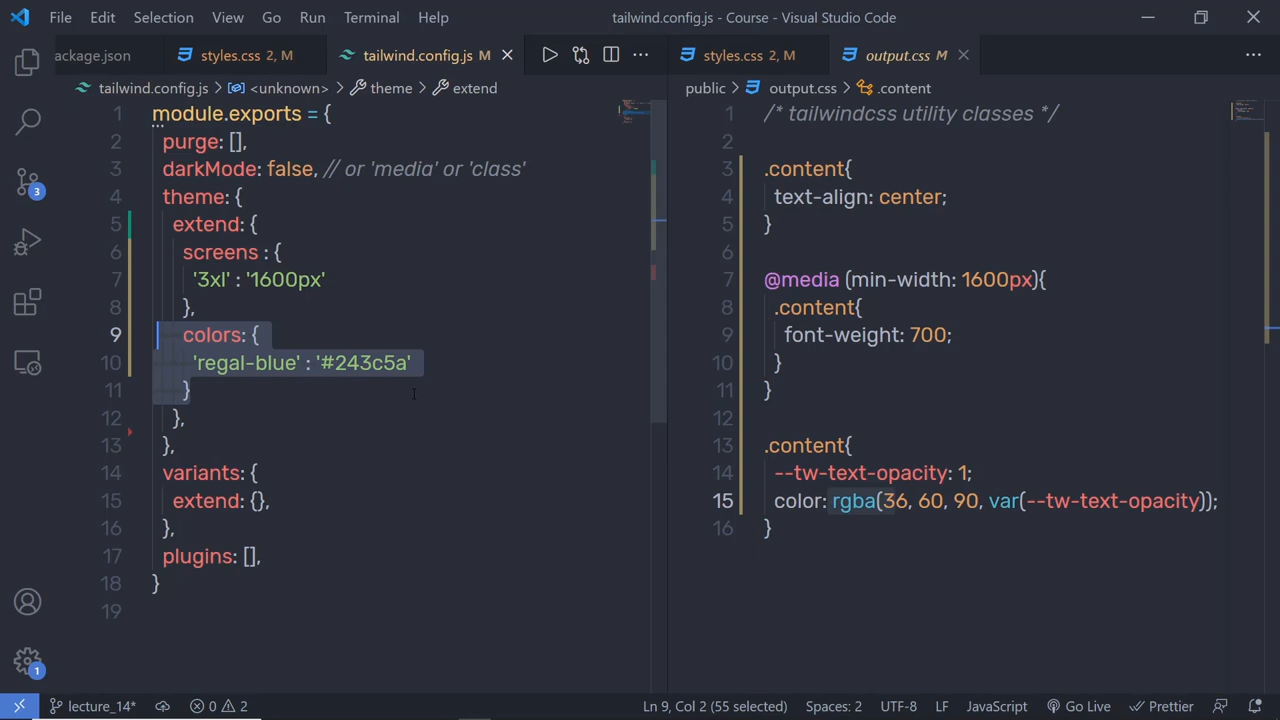 File Edit Selection View Go Run Terminal Help tailwind.config.js - Course - Visual Studio Code
ackage.json styles.css 2, M tailwind.config.js M styles.css 2, M output.css M
tailwind.config.js > <unknown> > theme > extend
public > output.css > .content
1 module.exports = {
2 purge: [],
3 darkMode: false, // or 'media' or 'class'
4 theme: {
5 extend: {
6 screens : {
7 '3xl' : '1600px'
8 },
9 colors: {
10 'regal-blue' : '#243c5a'
11 }
12 },
13 },
14 variants: {
15 extend: {},
16 },
17 plugins: [],
18 }
19
1 /* tailwindcss utility classes */
2
3 .content{
4 text-align: center;
5 }
6
7 @media (min-width: 1600px){
8 .content{
9 font-weight: 700;
10 }
11 }
12
13 .content{
14 --tw-text-opacity: 1;
15 color: rgba(36, 60, 90, var(--tw-text-opacity));
16 }
3
1
lecture_14* 0 2 Ln 9, Col 2 (55 selected) Spaces: 2 UTF-8 LF JavaScript Go Live Prettier